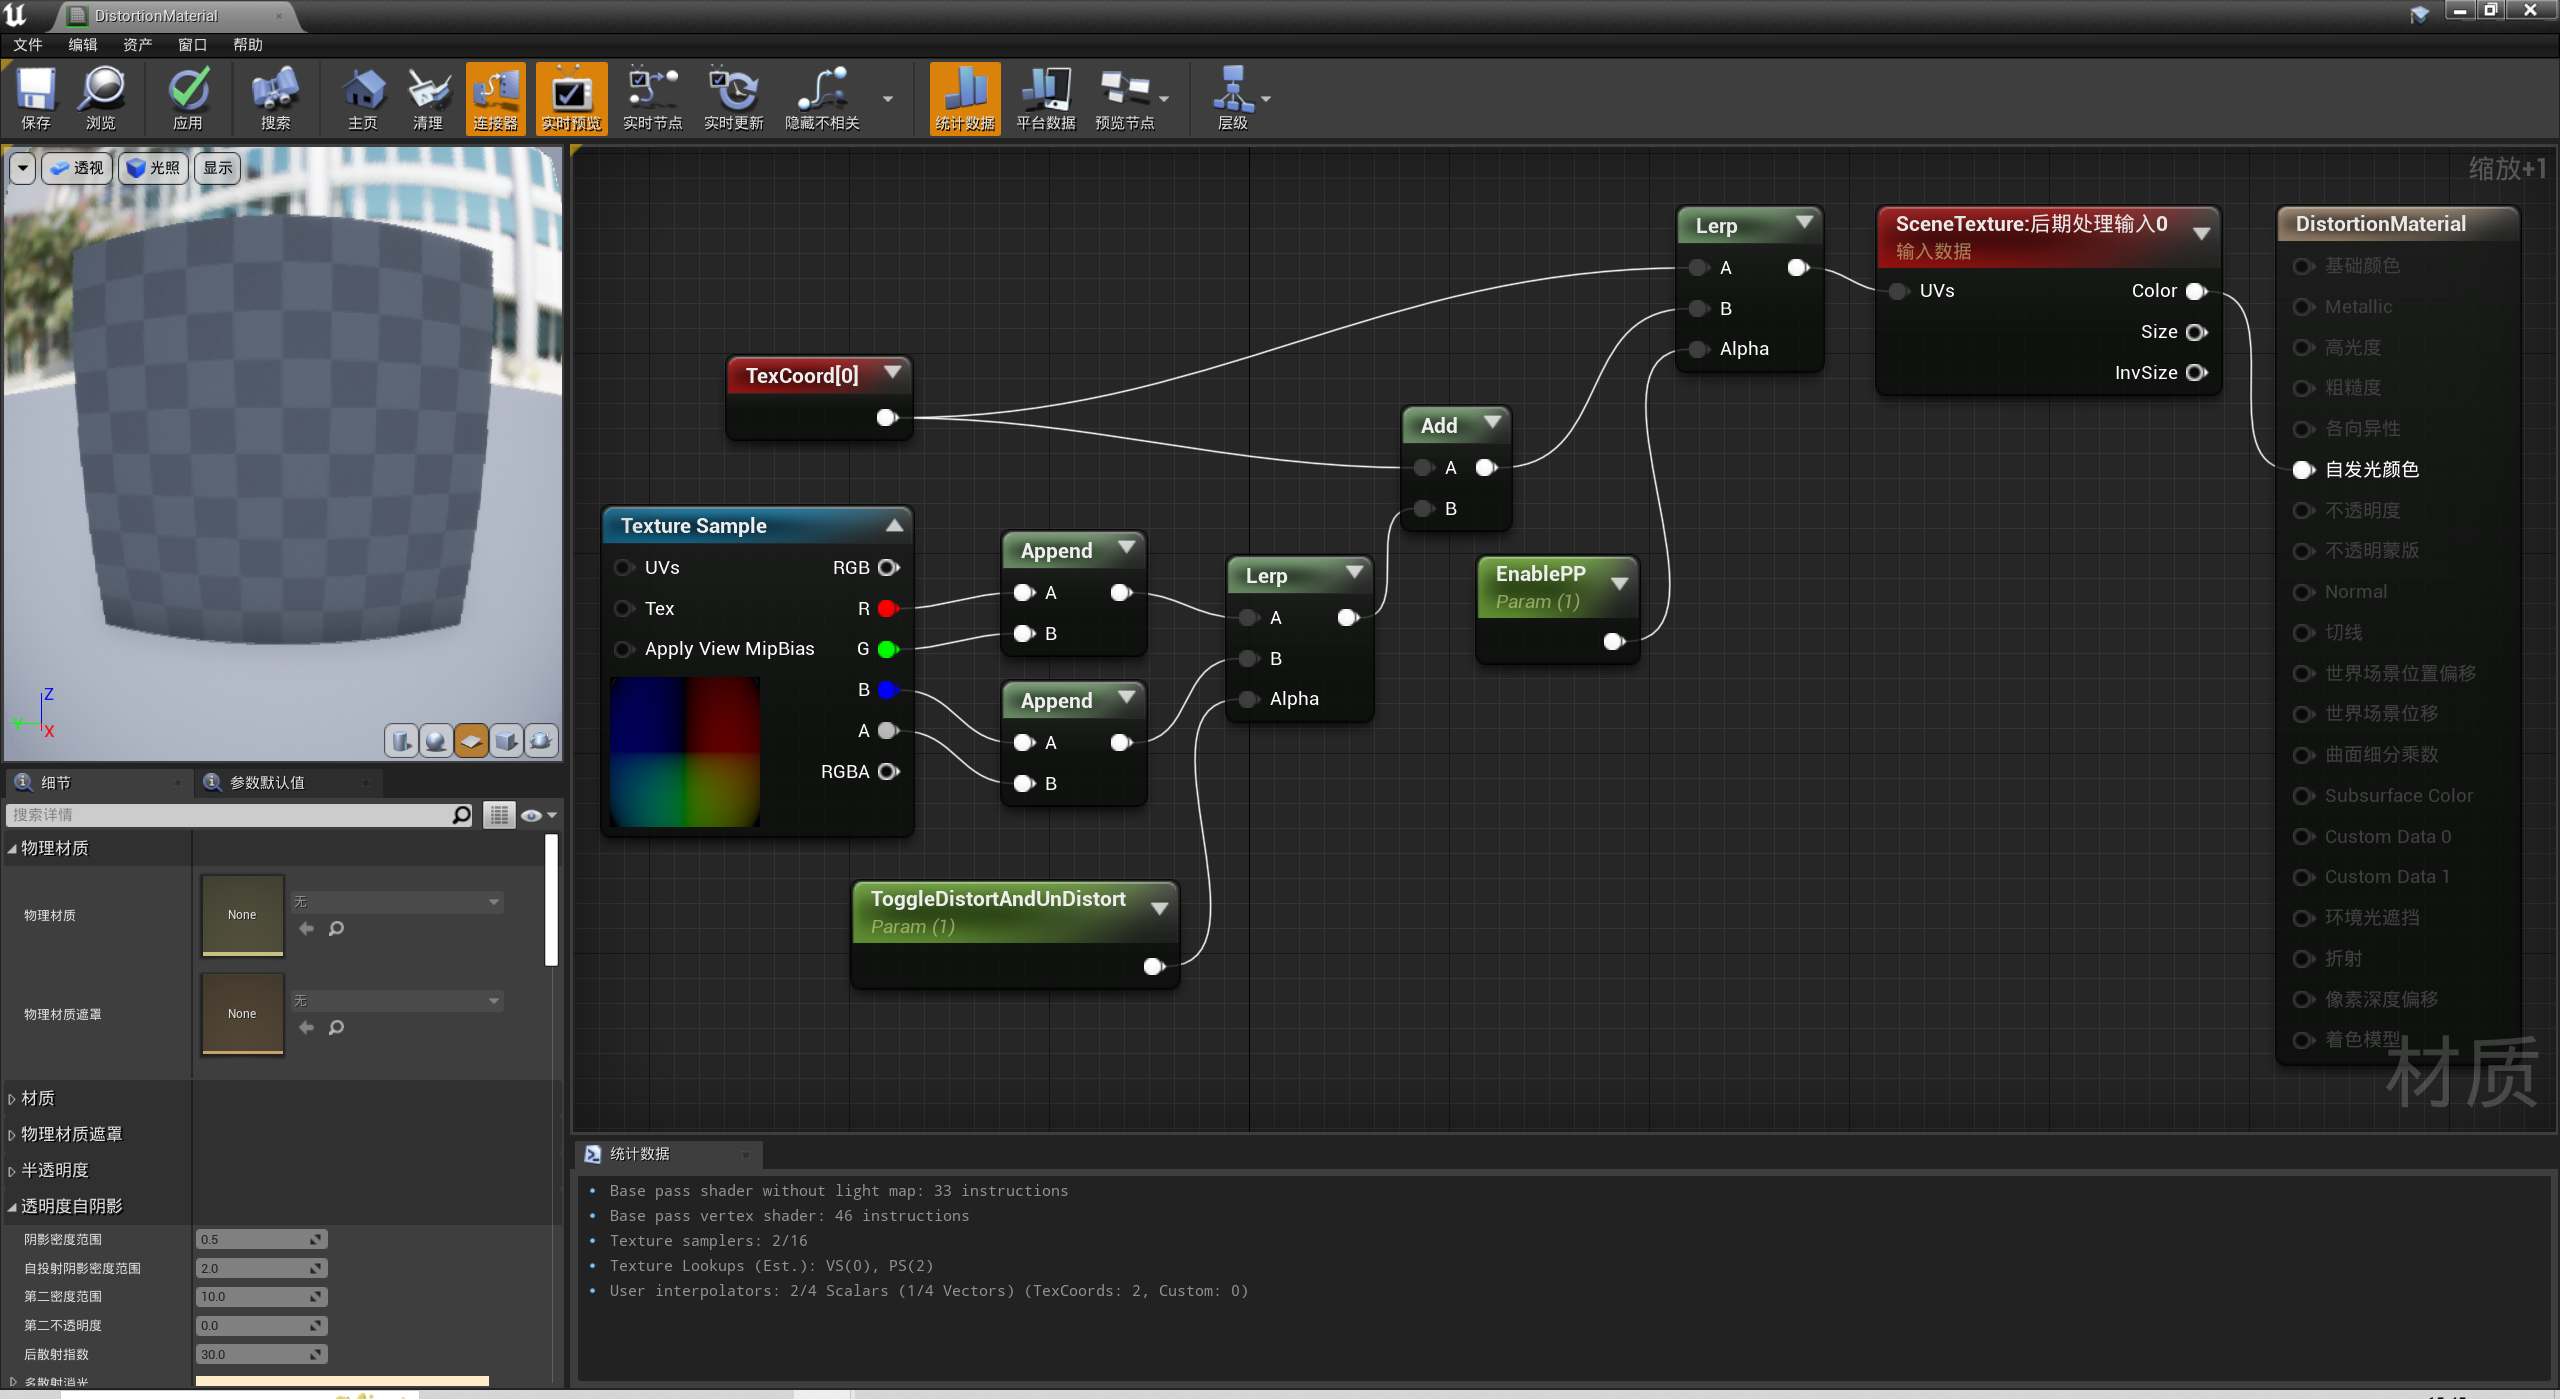 DistortionMaterial
文件 编辑 资产 窗口 帮助
保存 浏览 应用 搜索 主页 清理 连接器 实时预览 实时节点 实时更新 隐藏不相关 统计数据 平台数据 预览节点 层级
透视 光照 显示
缩放+1
Z
Y
X
TexCoord[0]
Texture Sample
UVs RGB
Tex R
Apply View MipBias G
B
A
RGBA
Append
A
B
Append
A
B
Lerp
A
B
Alpha
ToggleDistortAndUnDistort
Param (1)
Add
A
B
EnablePP
Param (1)
Lerp
A
B
Alpha
SceneTexture:后期处理输入0
输入数据
UVs Color
Size
InvSize
DistortionMaterial
基础颜色
Metallic
高光度
粗糙度
各向异性
自发光颜色
不透明度
不透明蒙版
Normal
切线
世界场景位置偏移
世界场景位移
曲面细分乘数
Subsurface Color
Custom Data 0
Custom Data 1
环境光遮挡
折射
像素深度偏移
着色模型
材质
细节 参数默认值
搜索详情
物理材质
物理材质 None 无
物理材质遮罩 None 无
材质
物理材质遮罩
半透明度
透明度自阴影
阴影密度范围 0.5
自投射阴影密度范围 2.0
第二密度范围 10.0
第二不透明度 0.0
后散射指数 30.0
多散射消光
统计数据
Base pass shader without light map: 33 instructions
Base pass vertex shader: 46 instructions
Texture samplers: 2/16
Texture Lookups (Est.): VS(0), PS(2)
User interpolators: 2/4 Scalars (1/4 Vectors) (TexCoords: 2, Custom: 0)